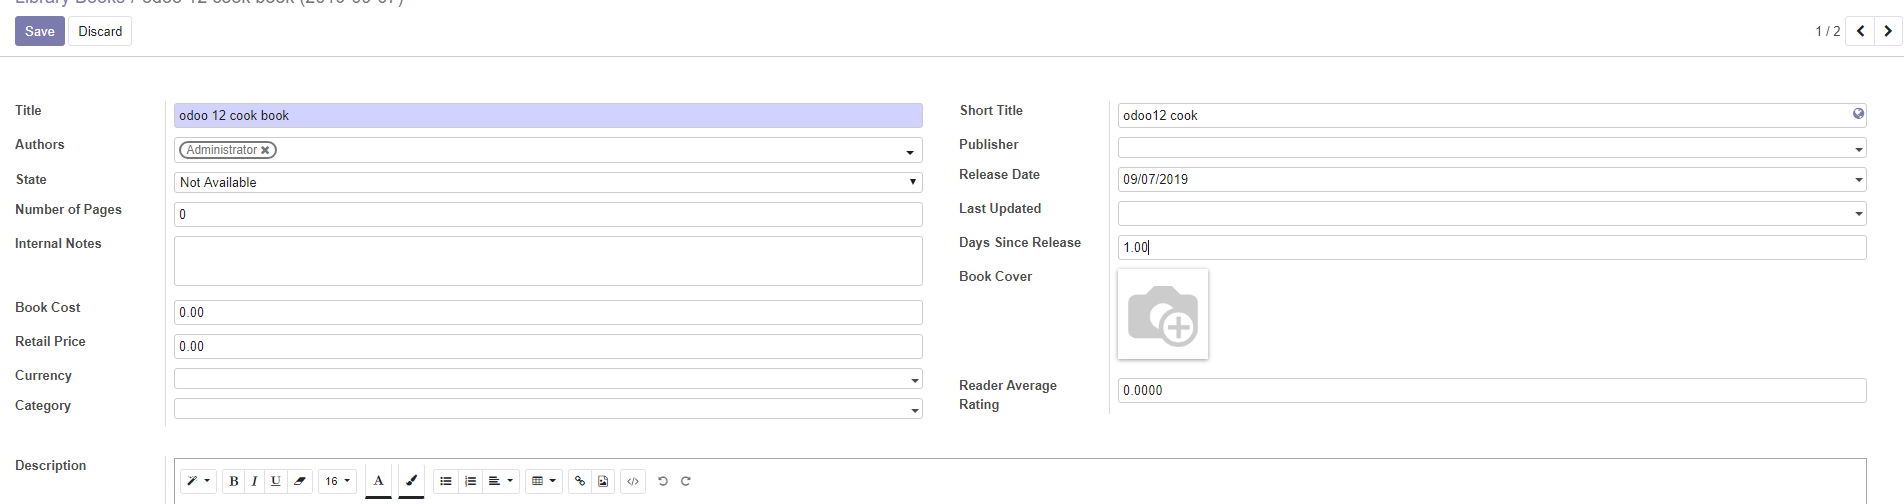 Save Discard 1 / 2
Title odoo 12 cook book
Authors Administrator
State Not Available
Number of Pages 0
Internal Notes
Book Cost 0.00
Retail Price 0.00
Currency
Category
Short Title odoo12 cook
Publisher
Release Date 09/07/2019
Last Updated
Days Since Release 1.00
Book Cover
Reader Average
Rating 0.0000
Description
B I U 16 A